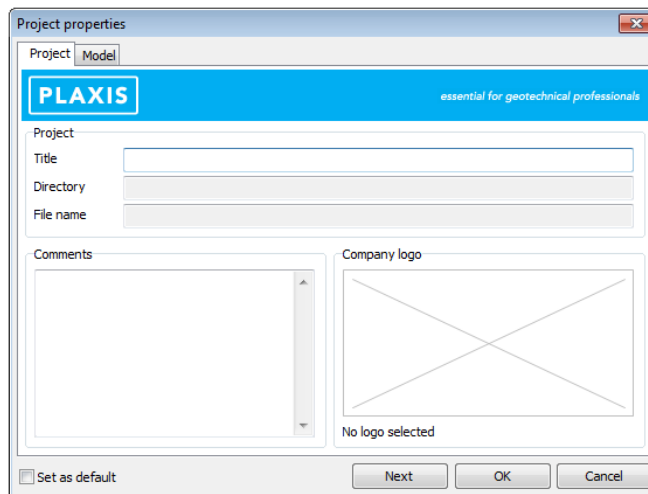 Project properties
Project Model
PLAXIS
essential for geotechnical professionals
Project
Title
Directory
File name
Comments
Company logo
No logo selected
Set as default
Next OK Cancel